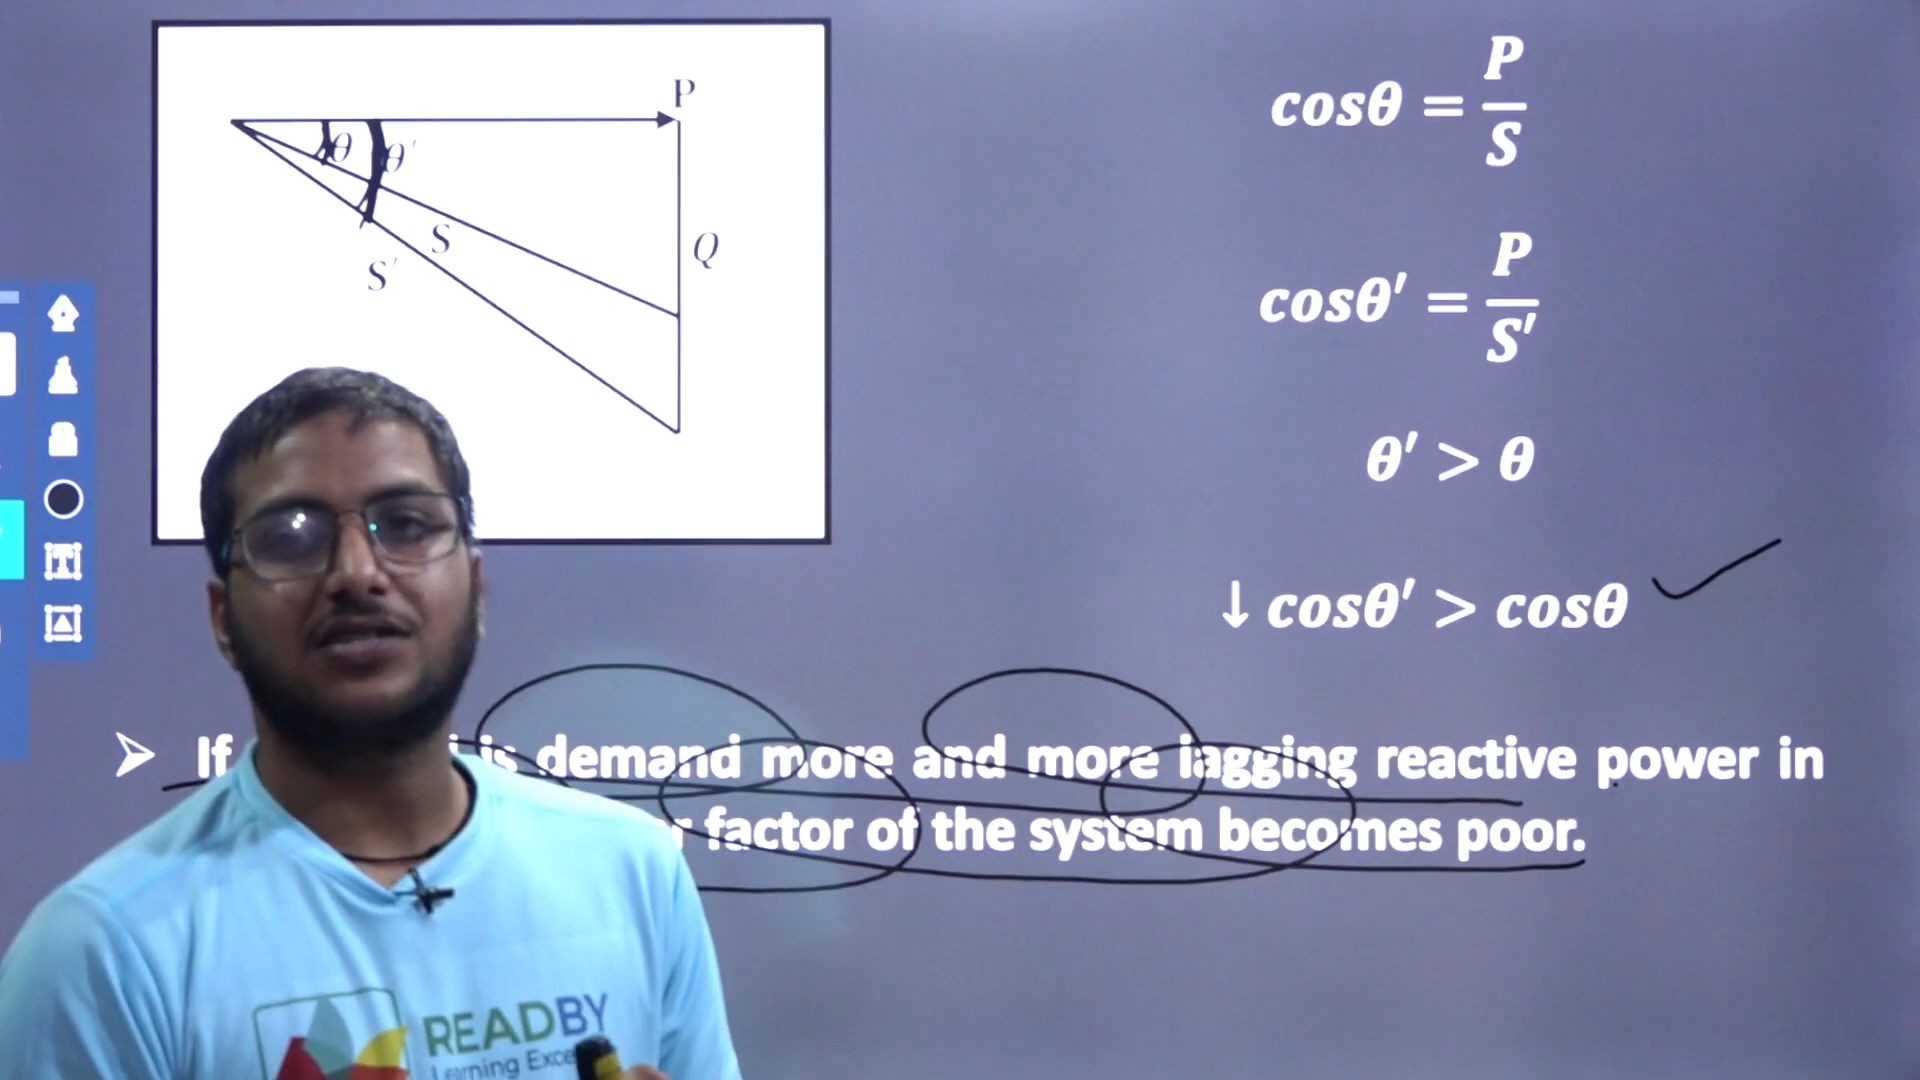 P
θ θ′
S
S′
Q
cosθ = P/S
cosθ′ = P/S′
θ′ > θ
↓ cosθ′ > cosθ
➢ If is demand more and more lagging reactive power in
factor of the system becomes poor.
READBY
Learning